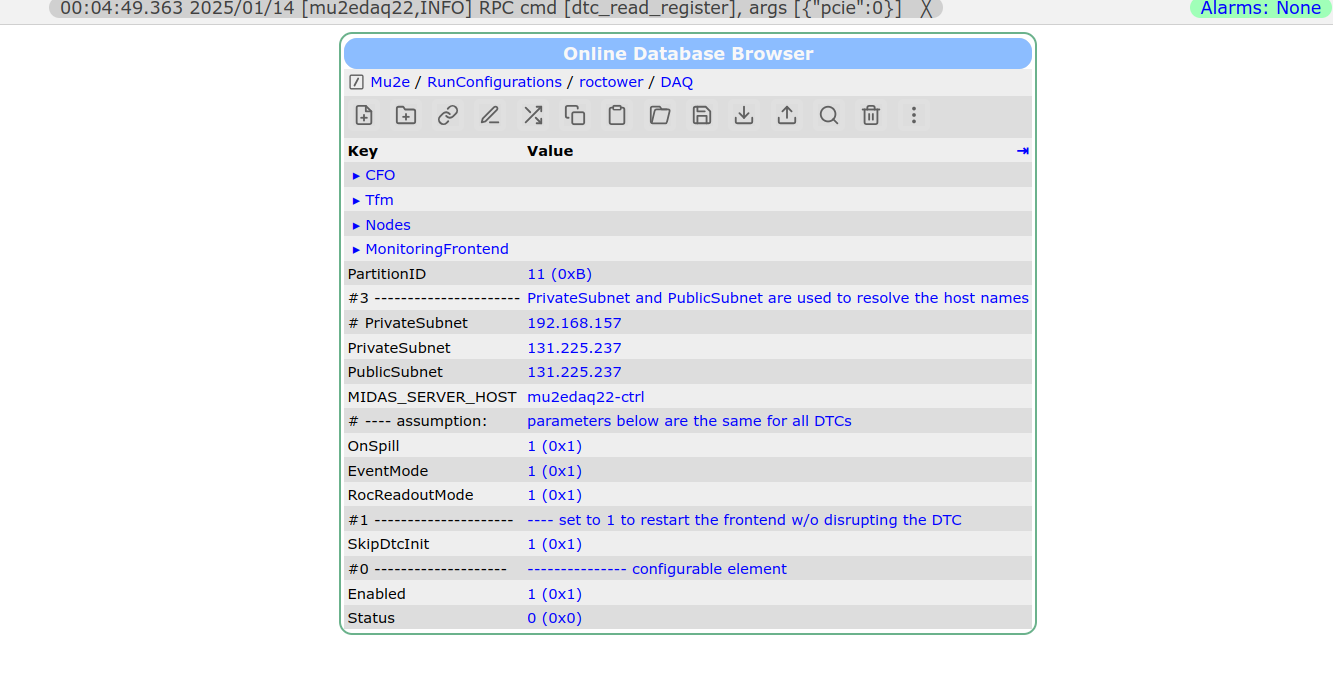 00:04:49.363 2025/01/14 [mu2edaq22,INFO] RPC cmd [dtc_read_register], args [{"pcie":0}] ╳ Alarms: None
Online Database Browser
Mu2e / RunConfigurations / roctower / DAQ
Key Value ⇥
▸ CFO
▸ Tfm
▸ Nodes
▸ MonitoringFrontend
PartitionID 11 (0xB)
#3 ---------------------- PrivateSubnet and PublicSubnet are used to resolve the host names
# PrivateSubnet 192.168.157
PrivateSubnet 131.225.237
PublicSubnet 131.225.237
MIDAS_SERVER_HOST mu2edaq22-ctrl
# ---- assumption: parameters below are the same for all DTCs
OnSpill 1 (0x1)
EventMode 1 (0x1)
RocReadoutMode 1 (0x1)
#1 --------------------- ---- set to 1 to restart the frontend w/o disrupting the DTC
SkipDtcInit 1 (0x1)
#0 -------------------- --------------- configurable element
Enabled 1 (0x1)
Status 0 (0x0)